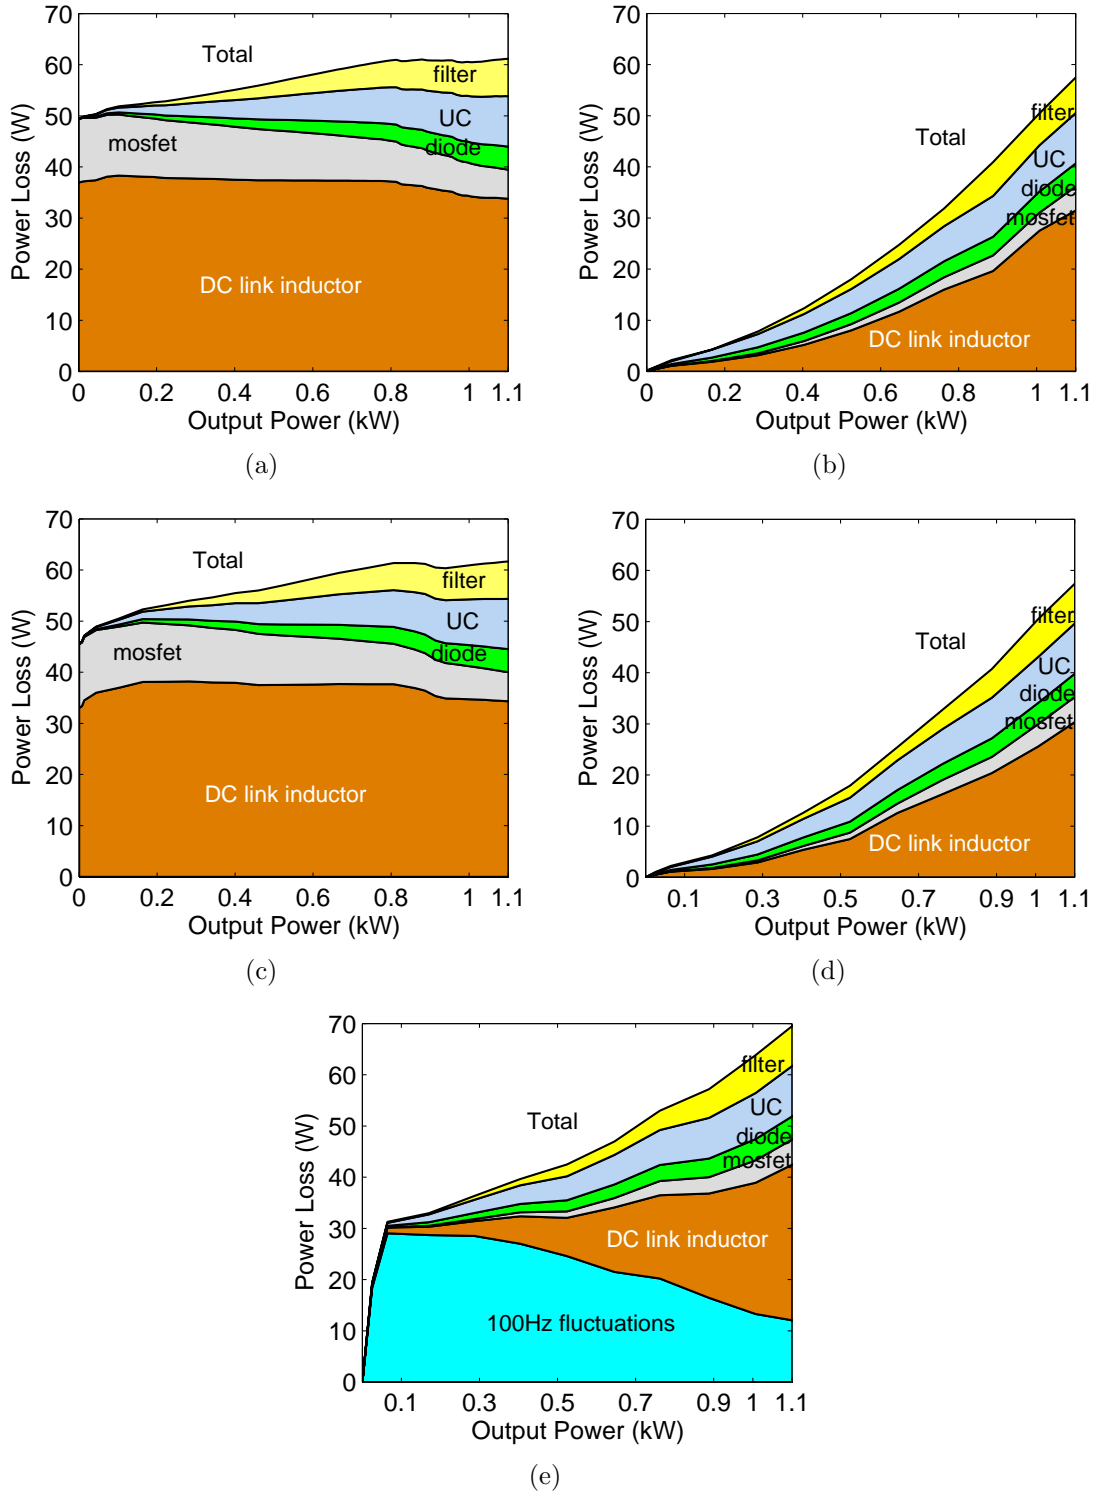 70
60
50
40
30
20
10
0
Power Loss (W)
Total
filter
UC
diode
mosfet
DC link inductor
0 0.2 0.4 0.6 0.8 1 1.1
Output Power (kW)
(a)
70
60
50
40
30
20
10
0
Power Loss (W)
Total
filter
UC
diode
mosfet
DC link inductor
0 0.2 0.4 0.6 0.8 1 1.1
Output Power (kW)
(b)
70
60
50
40
30
20
10
0
Power Loss (W)
Total
filter
UC
diode
mosfet
DC link inductor
0 0.2 0.4 0.6 0.8 1 1.1
Output Power (kW)
(c)
70
60
50
40
30
20
10
0
Power Loss (W)
Total
filter
UC
diode
mosfet
DC link inductor
0.1 0.3 0.5 0.7 0.9 1 1.1
Output Power (kW)
(d)
70
60
50
40
30
20
10
0
Power Loss (W)
Total
filter
UC
diode
mosfet
DC link inductor
100Hz fluctuations
0.1 0.3 0.5 0.7 0.9 1 1.1
Output Power (kW)
(e)